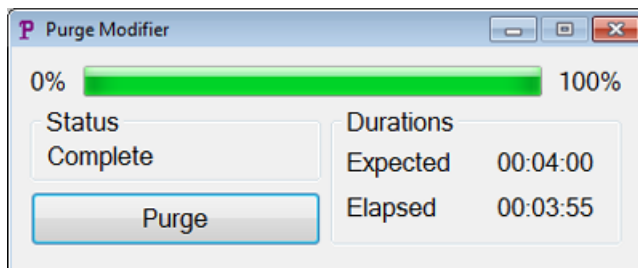 Purge Modifier
0% 100%
Status
Complete
Purge
Durations
Expected 00:04:00
Elapsed 00:03:55